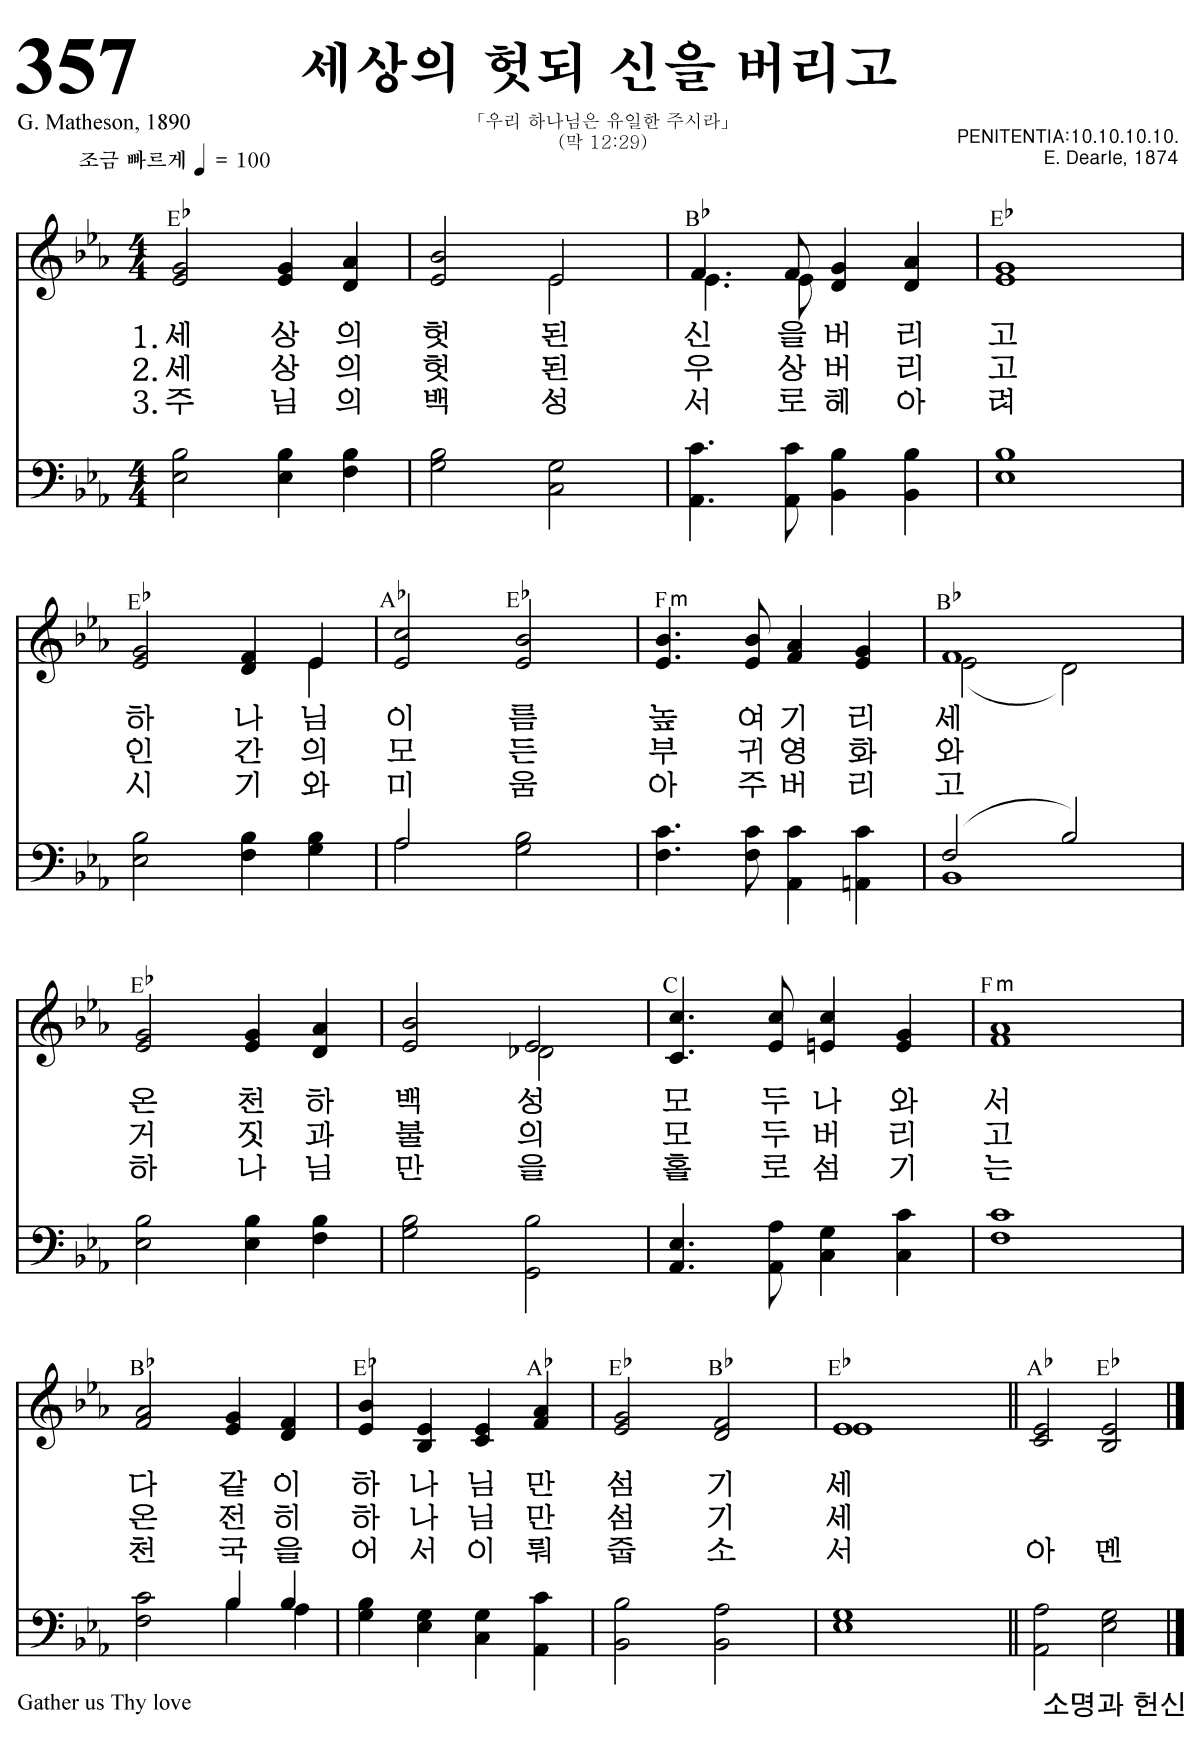 357
세상의 헛되 신을 버리고
G. Matheson, 1890
「우리 하나님은 유일한 주시라」
(막 12:29)
PENITENTIA:10.10.10.10.
E. Dearle, 1874
조금 빠르게 ♩ = 100
E♭ B♭ E♭
4 4
1.세 상 의 헛 된 신 을 버 리 고
2.세 상 의 헛 된 우 상 버 리 고
3.주 님 의 백 성 서 로 헤 아 려
4 4
E♭ A♭ E♭ Fm B♭
하 나 님 이 름 높 여 기 리 세
인 간 의 모 든 부 귀 영 화 와
시 기 와 미 움 아 주 버 리 고
E♭ C Fm
온 천 하 백 성 모 두 나 와 서
거 짓 과 불 의 모 두 버 리 고
하 나 님 만 을 홀 로 섬 기 는
B♭ E♭ A♭ E♭ B♭ E♭ A♭ E♭
다 같 이 하 나 님 만 섬 기 세
온 전 히 하 나 님 만 섬 기 세
천 국 을 어 서 이 뤄 줍 소 서 아 멘
Gather us Thy love
소명과 헌신